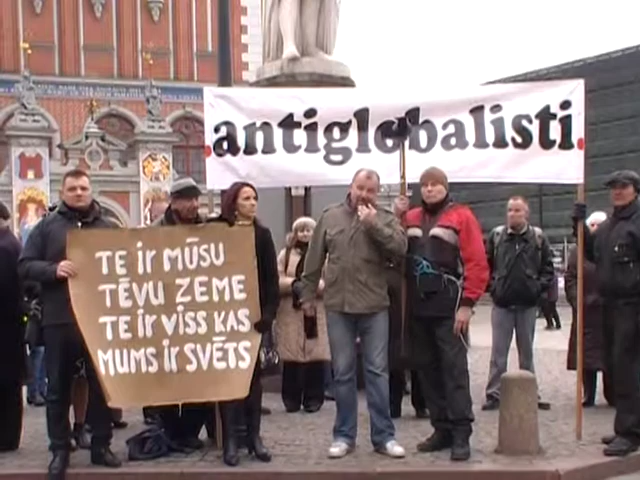 .antiglobalisti.
TE ir MŪSU
TĒVU ZEME
TE ir VISS KAS
MUMS ir SVĒTS